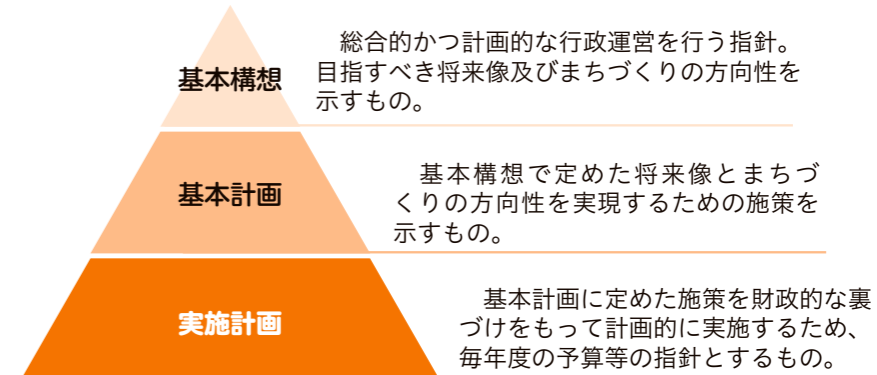 基本構想
総合的かつ計画的な行政運営を行う指針。
目指すべき将来像及びまちづくりの方向性を
示すもの。
基本計画
基本構想で定めた将来像とまちづ
くりの方向性を実現するための施策を
示すもの。
実施計画
基本計画に定めた施策を財政的な裏
づけをもって計画的に実施するため、
毎年度の予算等の指針とするもの。